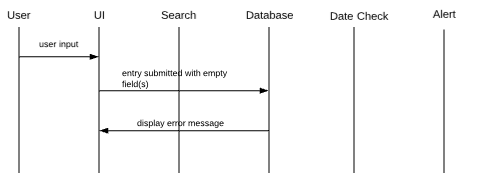 User UI Search Database Date Check Alert
user input
entry submitted with empty
field(s)
display error message